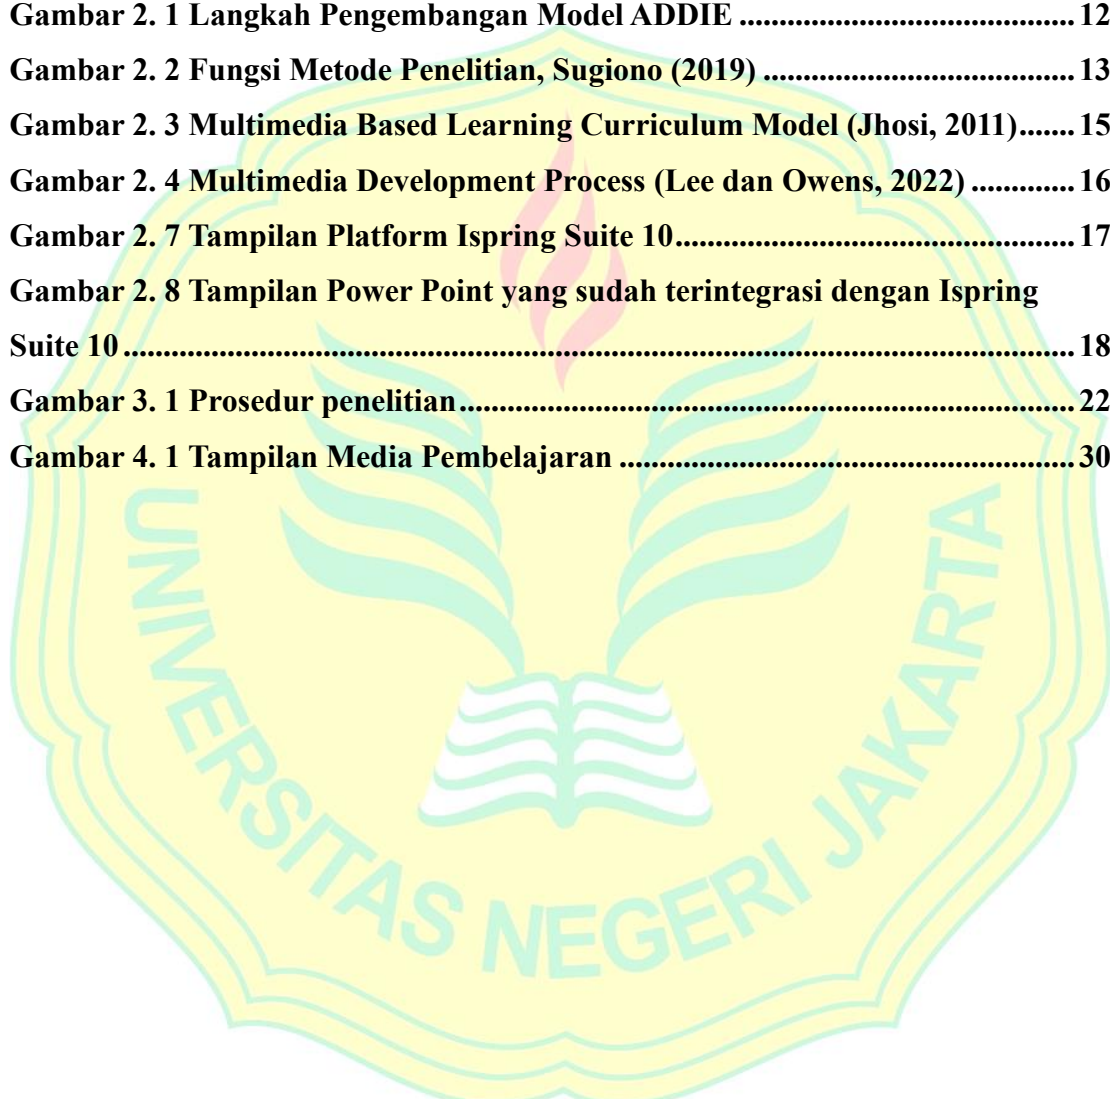 Gambar 2. 1 Langkah Pengembangan Model ADDIE .......................................... 12
Gambar 2. 2 Fungsi Metode Penelitian, Sugiono (2019) ....................................... 13
Gambar 2. 3 Multimedia Based Learning Curriculum Model (Jhosi, 2011)....... 15
Gambar 2. 4 Multimedia Development Process (Lee dan Owens, 2022) ............. 16
Gambar 2. 7 Tampilan Platform Ispring Suite 10.................................................. 17
Gambar 2. 8 Tampilan Power Point yang sudah terintegrasi dengan Ispring
Suite 10 ....................................................................................................................... 18
Gambar 3. 1 Prosedur penelitian............................................................................. 22
Gambar 4. 1 Tampilan Media Pembelajaran ......................................................... 30
UNIVERSITAS NEGERI JAKARTA